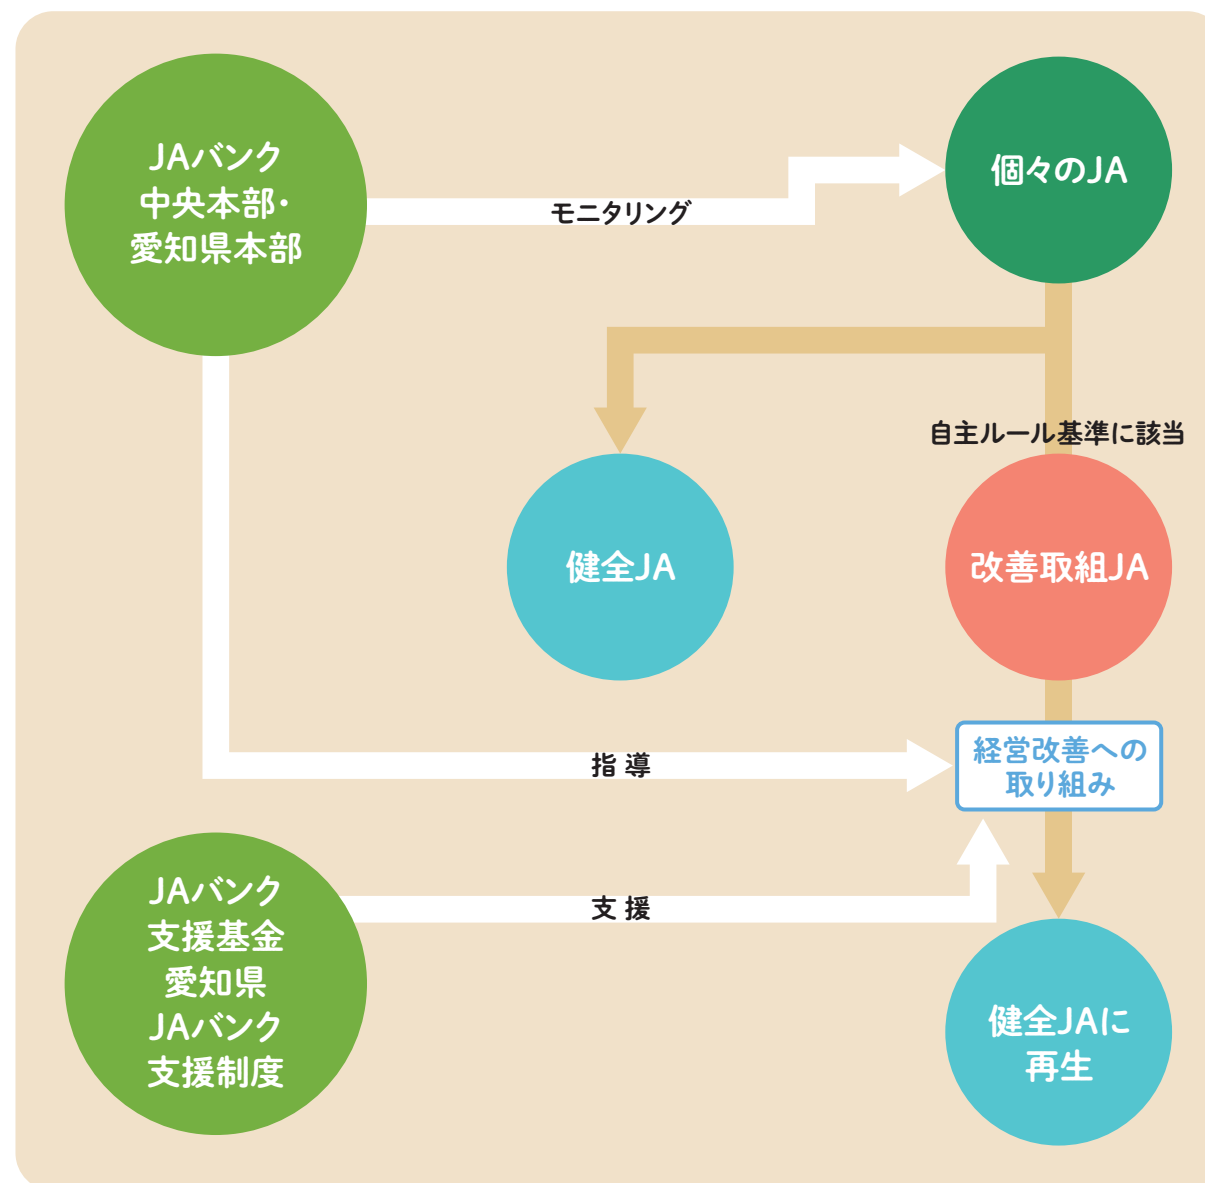 JAバンク
中央本部・
愛知県本部
モニタリング
個々のJA
自主ルール基準に該当
健全JA
改善取組JA
指導
経営改善への
取り組み
JAバンク
支援基金
愛知県
JAバンク
支援制度
支援
健全JAに
再生